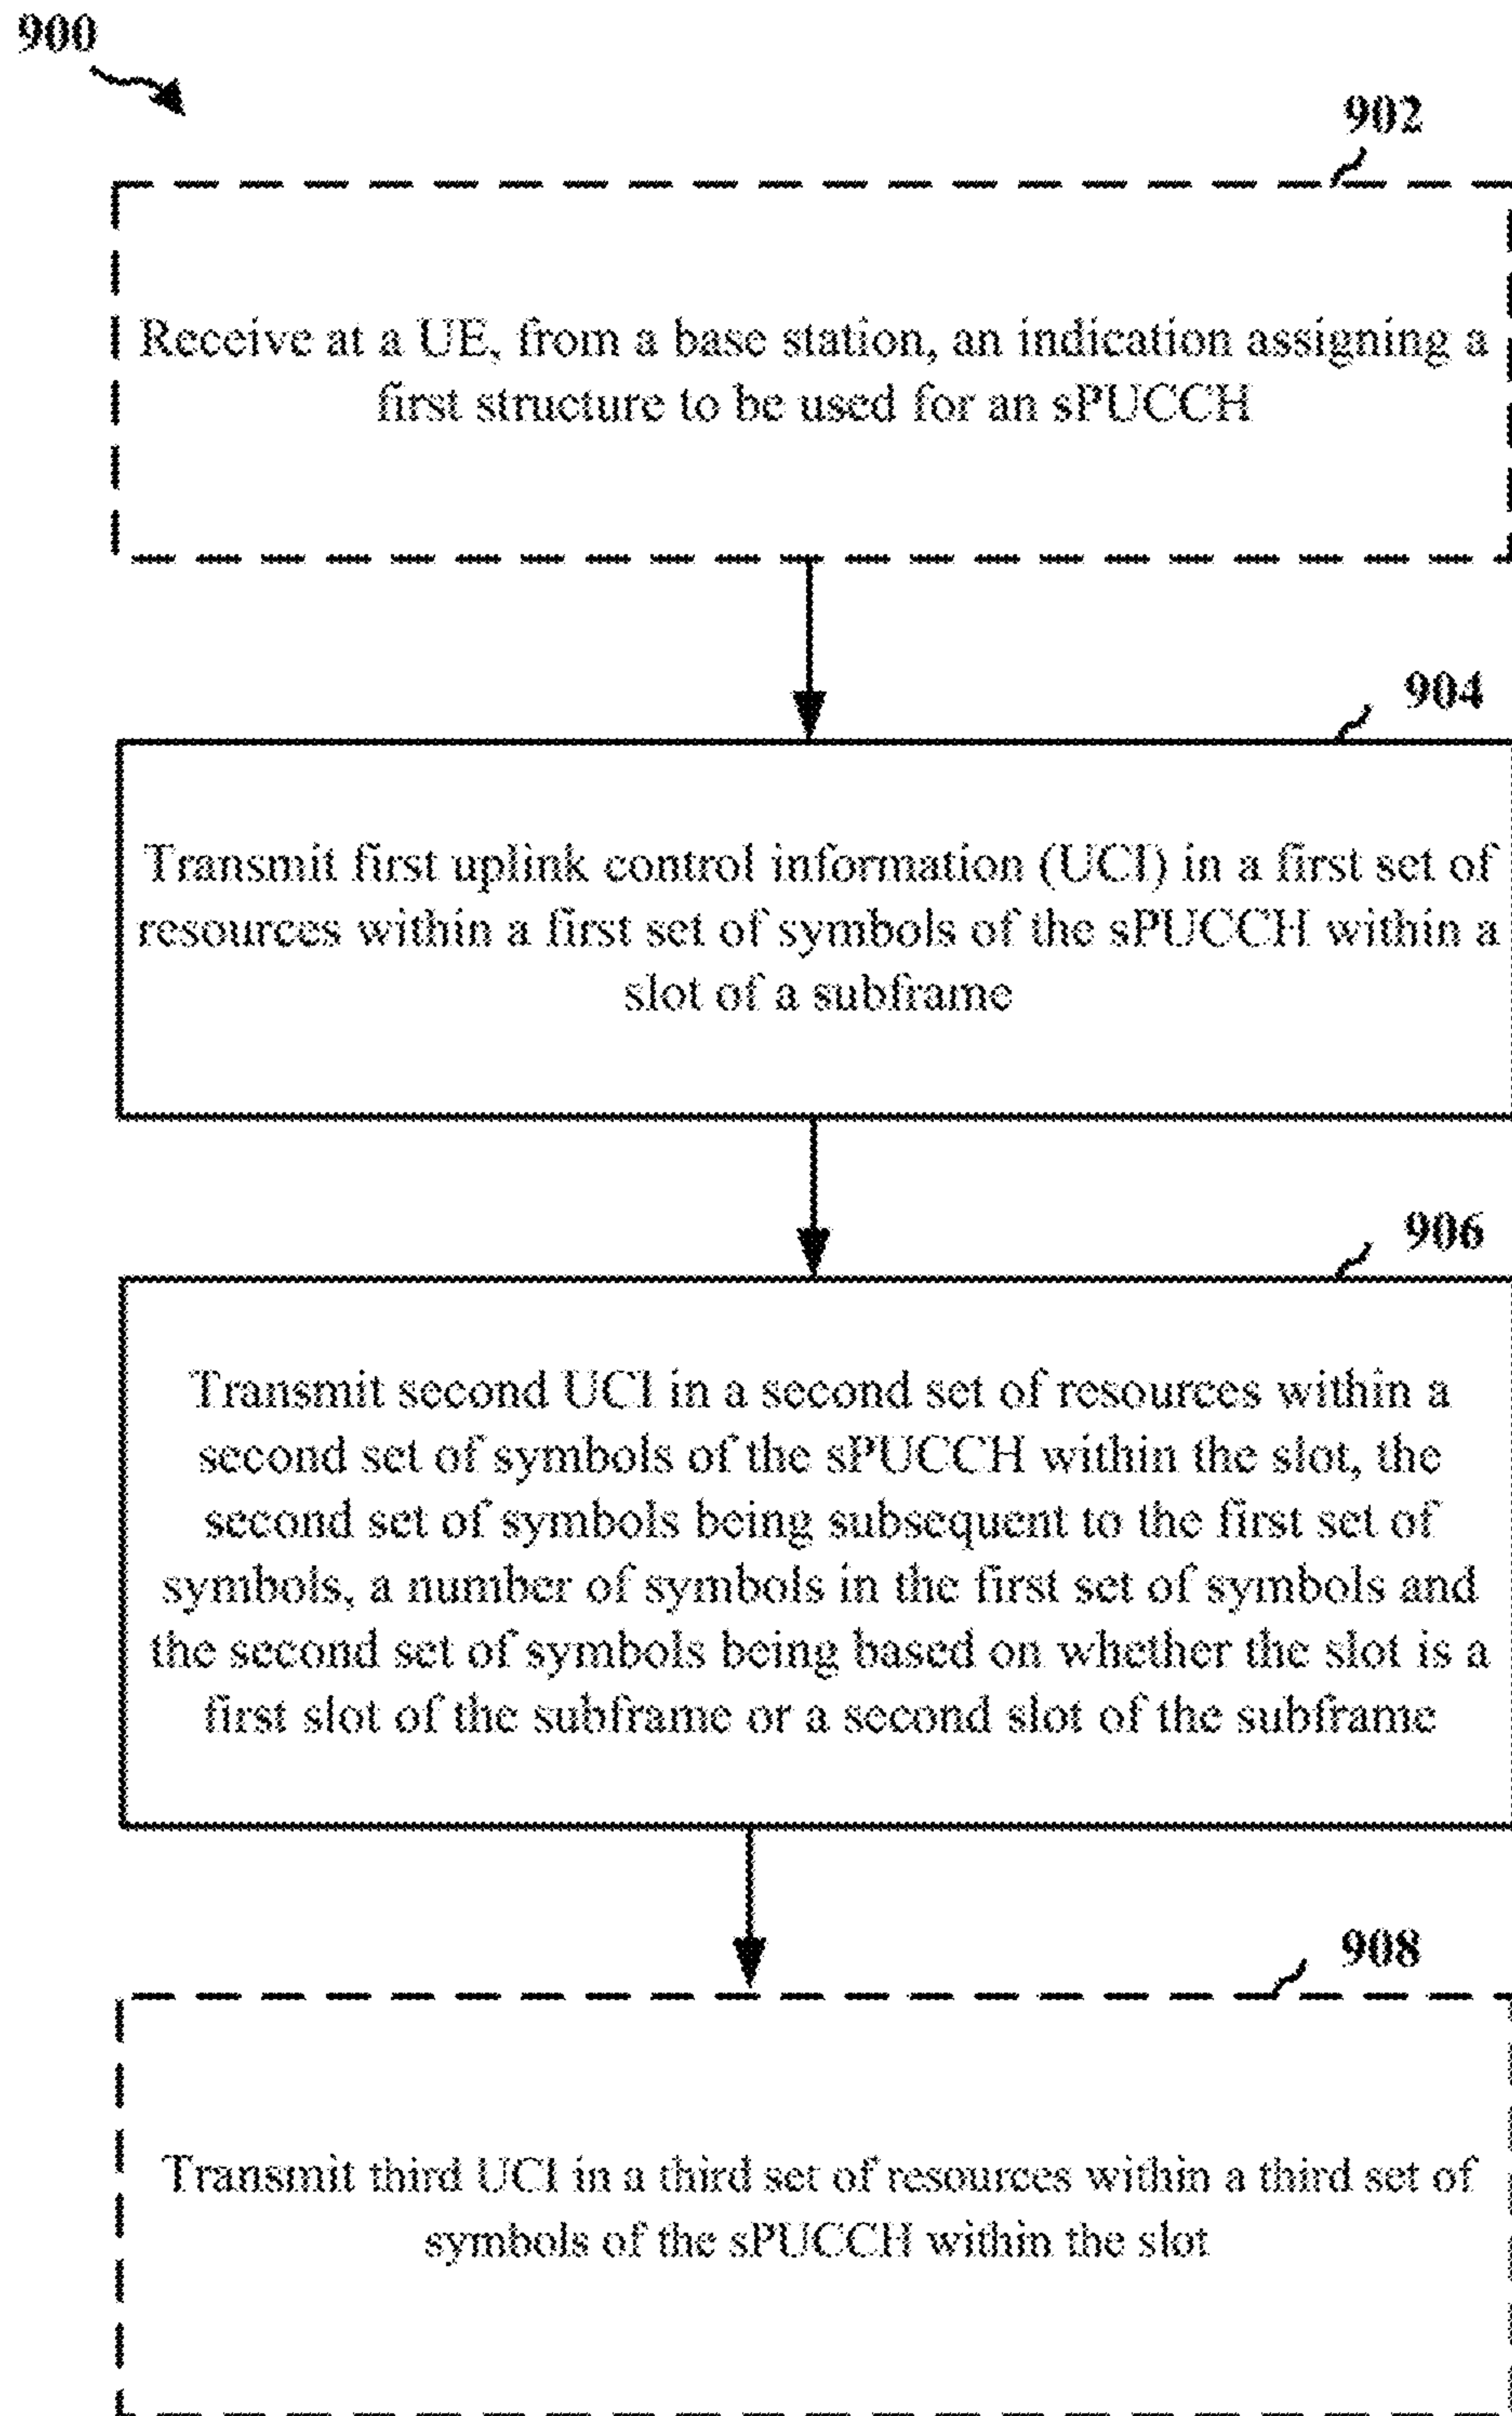 900
902
Receive at a UE, from a base station, an indication assigning a
first structure to be used for an sPUCCH
904
Transmit first uplink control information (UCI) in a first set of
resources within a first set of symbols of the sPUCCH within a
slot of a subframe
906
Transmit second UCI in a second set of resources within a
second set of symbols of the sPUCCH within the slot, the
second set of symbols being subsequent to the first set of
symbols, a number of symbols in the first set of symbols and
the second set of symbols being based on whether the slot is a
first slot of the subframe or a second slot of the subframe
908
Transmit third UCI in a third set of resources within a third set of
symbols of the sPUCCH within the slot